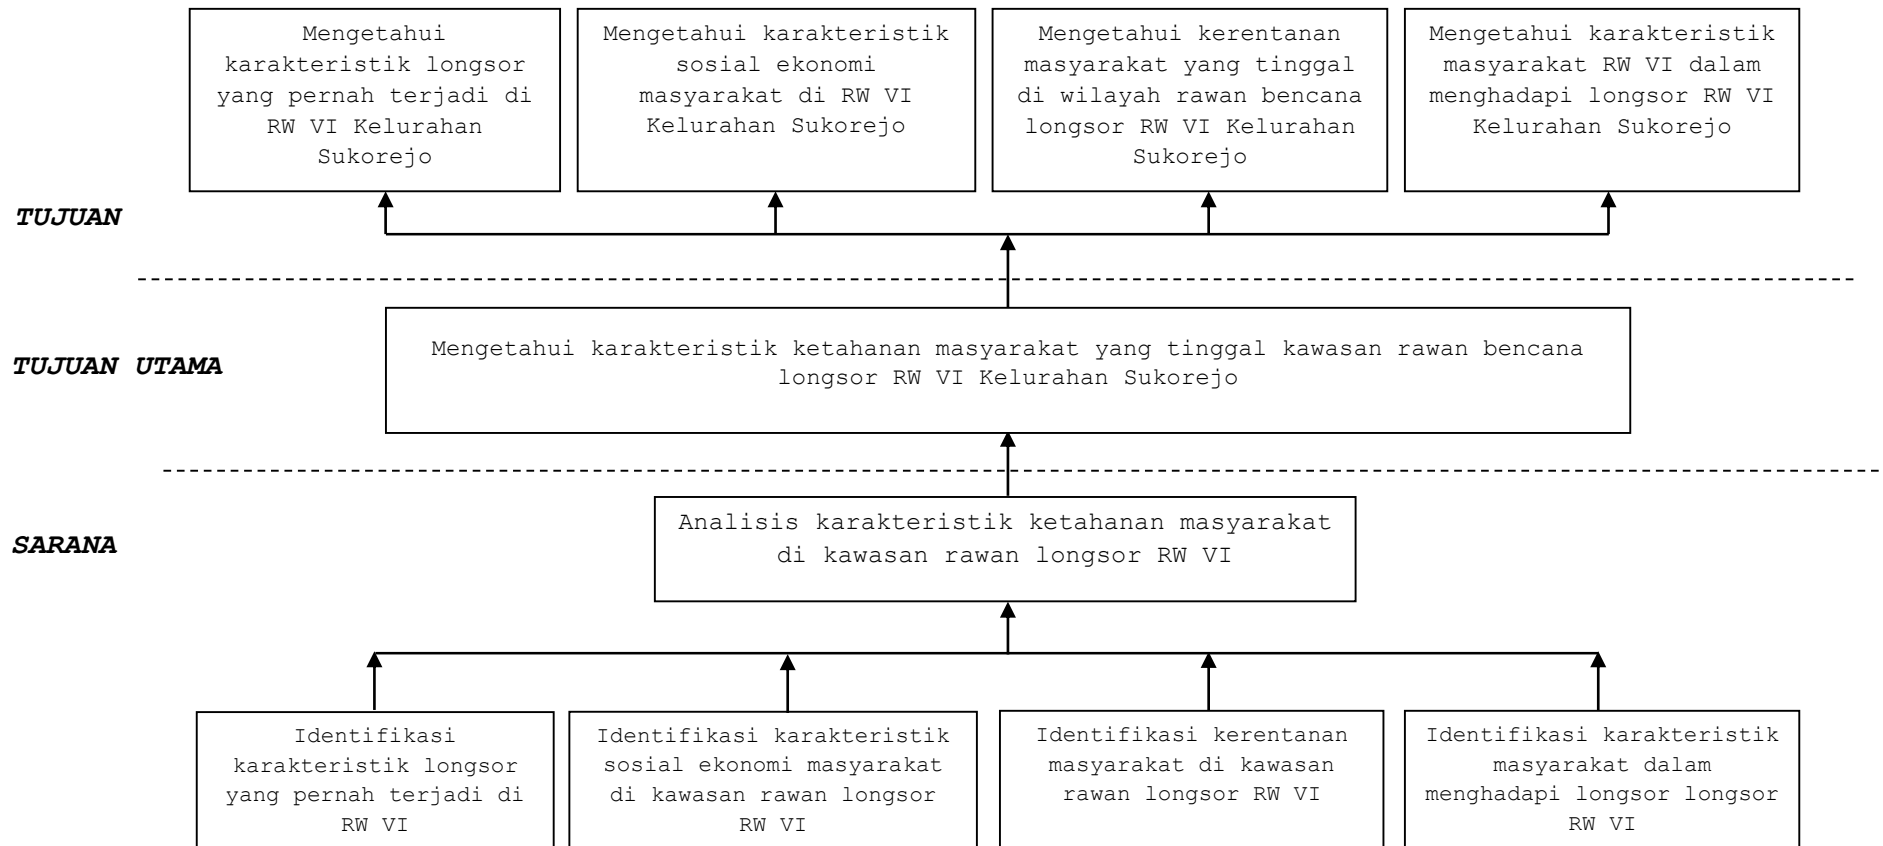 Mengetahui
karakteristik longsor
yang pernah terjadi di
RW VI Kelurahan
Sukorejo
Mengetahui karakteristik
sosial ekonomi
masyarakat di RW VI
Kelurahan Sukorejo
Mengetahui kerentanan
masyarakat yang tinggal
di wilayah rawan bencana
longsor RW VI Kelurahan
Sukorejo
Mengetahui karakteristik
masyarakat RW VI dalam
menghadapi longsor RW VI
Kelurahan Sukorejo
TUJUAN
TUJUAN UTAMA
Mengetahui karakteristik ketahanan masyarakat yang tinggal kawasan rawan bencana
longsor RW VI Kelurahan Sukorejo
SARANA
Analisis karakteristik ketahanan masyarakat
di kawasan rawan longsor RW VI
Identifikasi
karakteristik longsor
yang pernah terjadi di
RW VI
Identifikasi karakteristik
sosial ekonomi masyarakat
di kawasan rawan longsor
RW VI
Identifikasi kerentanan
masyarakat di kawasan
rawan longsor RW VI
Identifikasi karakteristik
masyarakat dalam
menghadapi longsor longsor
RW VI